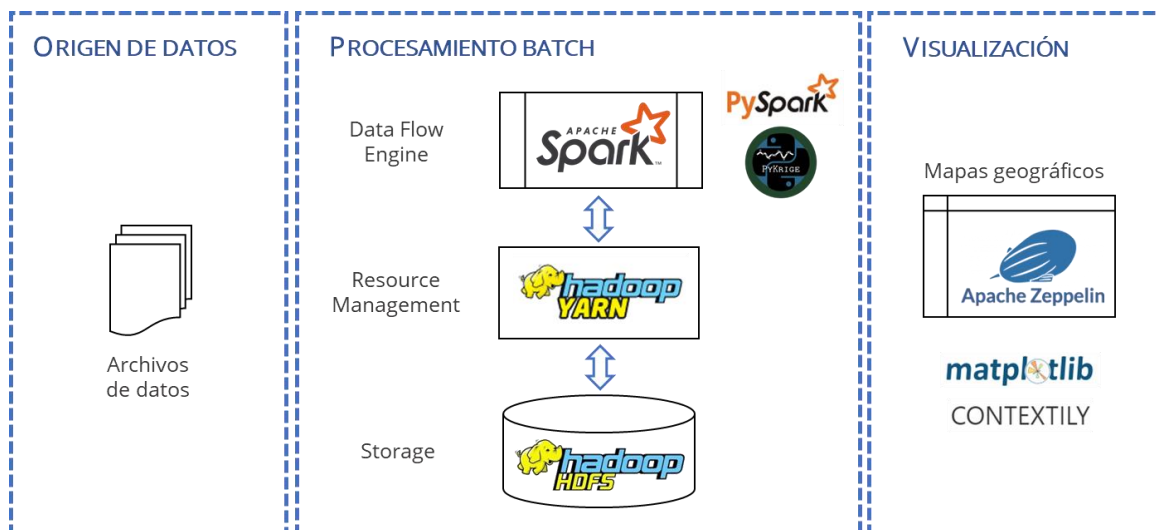 ORIGEN DE DATOS
Archivos
de datos
PROCESAMIENTO BATCH
Data Flow
Engine
APACHE
Spark™
PySpark
PYKRIGE
Resource
Management
hadoop
YARN
Storage
hadoop
HDFS
VISUALIZACIÓN
Mapas geográficos
Apache Zeppelin
matplotlib
CONTEXTILY